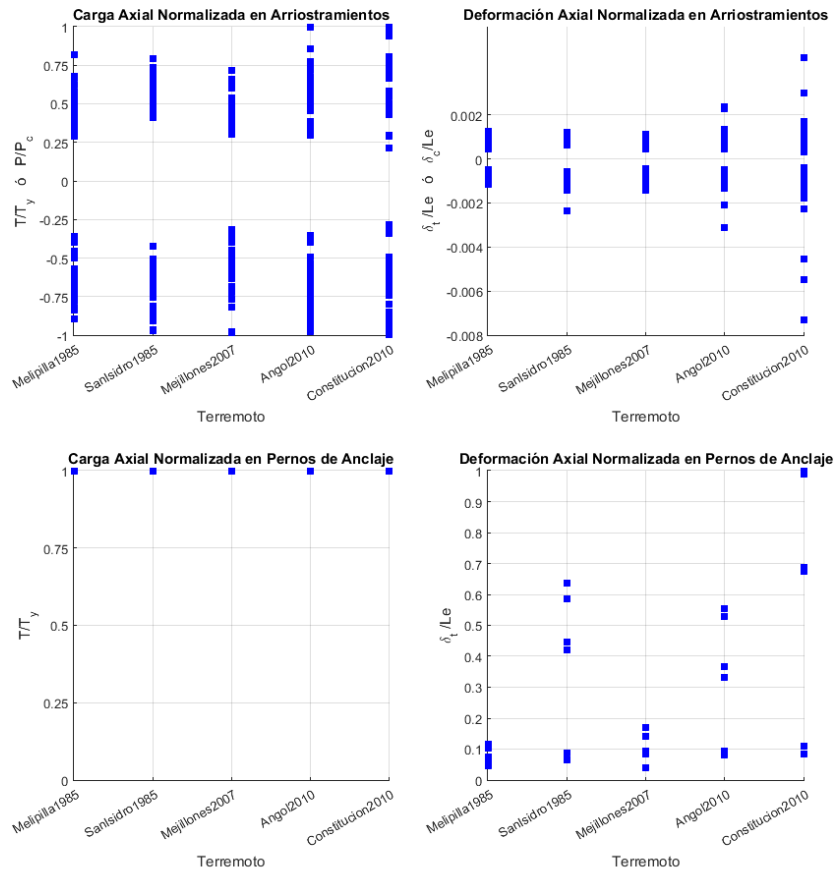 Carga Axial Normalizada en Arriostramientos
1
0.75
0.5
0.25
0
-0.25
-0.5
-0.75
-1
T/Ty ó P/Pc
Melipilla1985
SanIsidro1985
Mejillones2007
Angol2010
Constitucion2010
Terremoto
Deformación Axial Normalizada en Arriostramientos
0.002
0
-0.002
-0.004
-0.006
-0.008
δt /Le ó δc/Le
Melipilla1985
SanIsidro1985
Mejillones2007
Angol2010
Constitucion2010
Terremoto
Carga Axial Normalizada en Pernos de Anclaje
1
0.75
0.5
0.25
0
T/Ty
Melipilla1985
SanIsidro1985
Mejillones2007
Angol2010
Constitucion2010
Terremoto
Deformación Axial Normalizada en Pernos de Anclaje
1
0.9
0.8
0.7
0.6
0.5
0.4
0.3
0.2
0.1
0
δt /Le
Melipilla1985
SanIsidro1985
Mejillones2007
Angol2010
Constitucion2010
Terremoto